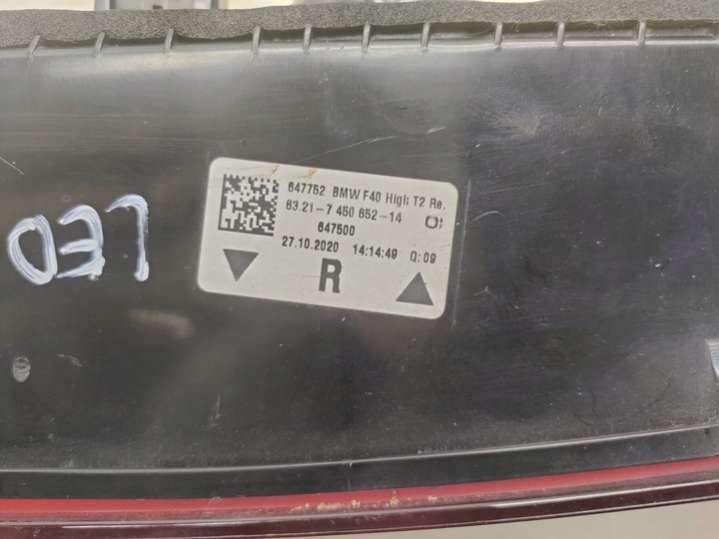 LED
647752 BMW F40 High T2 Re.
63.21-7 450 652-14
647500
27.10.2020 14:14:49 Q:09
R